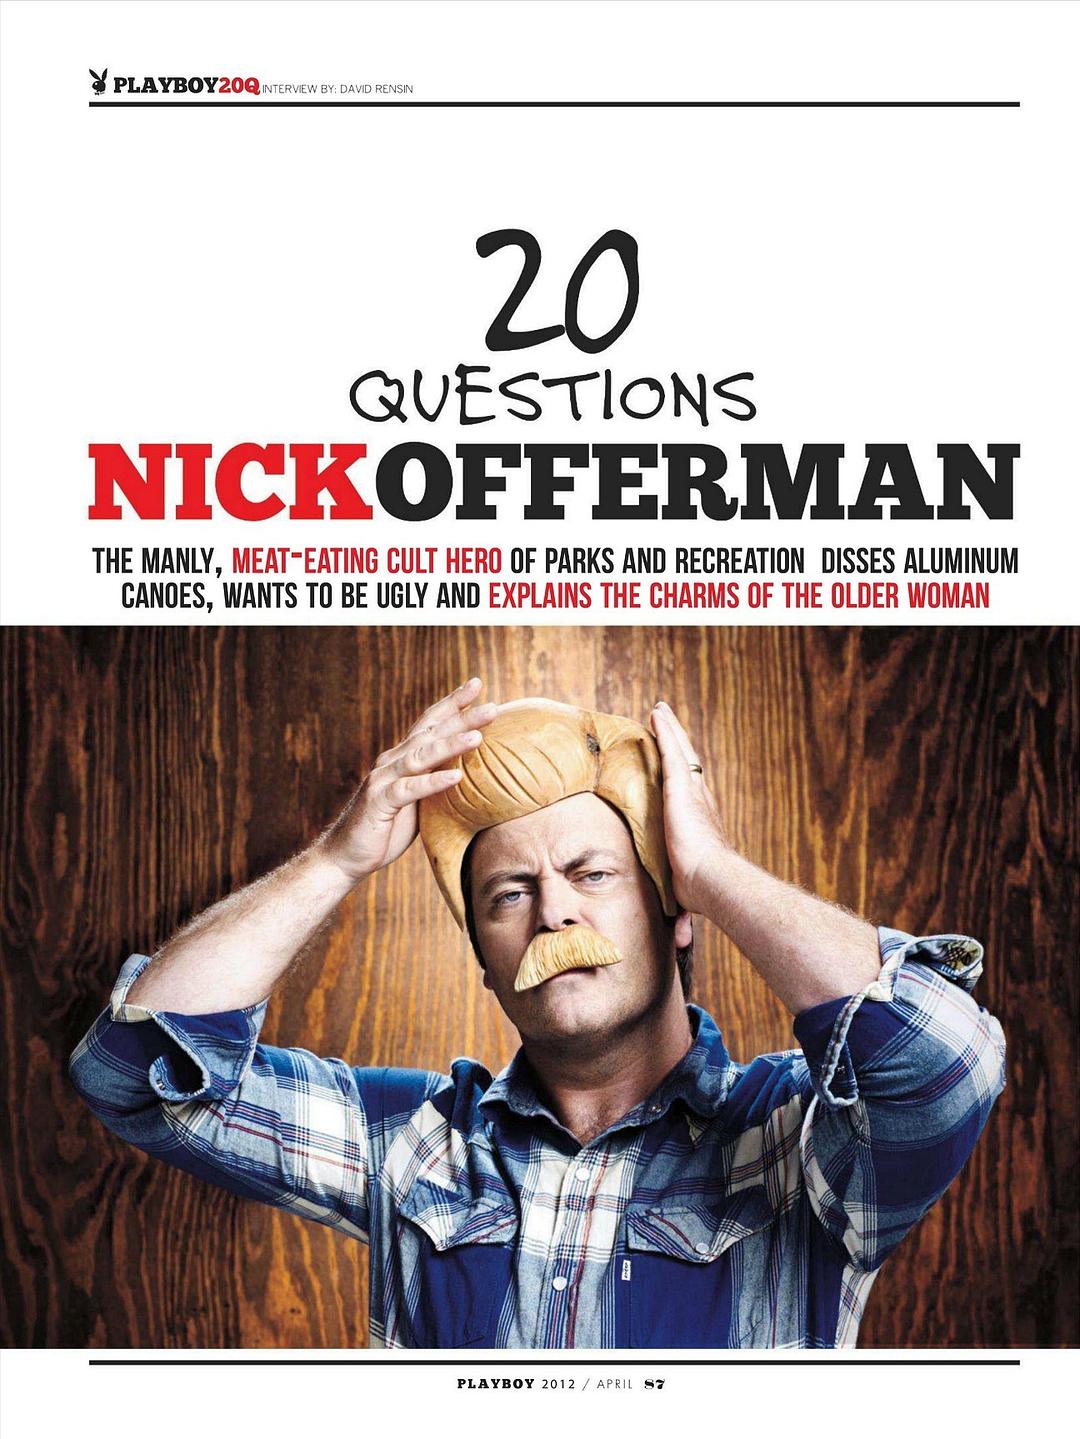 PLAYBOY20Q INTERVIEW BY: DAVID RENSIN
20
QUESTIONS
NICKOFFERMAN
THE MANLY, MEAT-EATING CULT HERO OF PARKS AND RECREATION DISSES ALUMINUM
CANOES, WANTS TO BE UGLY AND EXPLAINS THE CHARMS OF THE OLDER WOMAN
PLAYBOY 2012 / APRIL 87